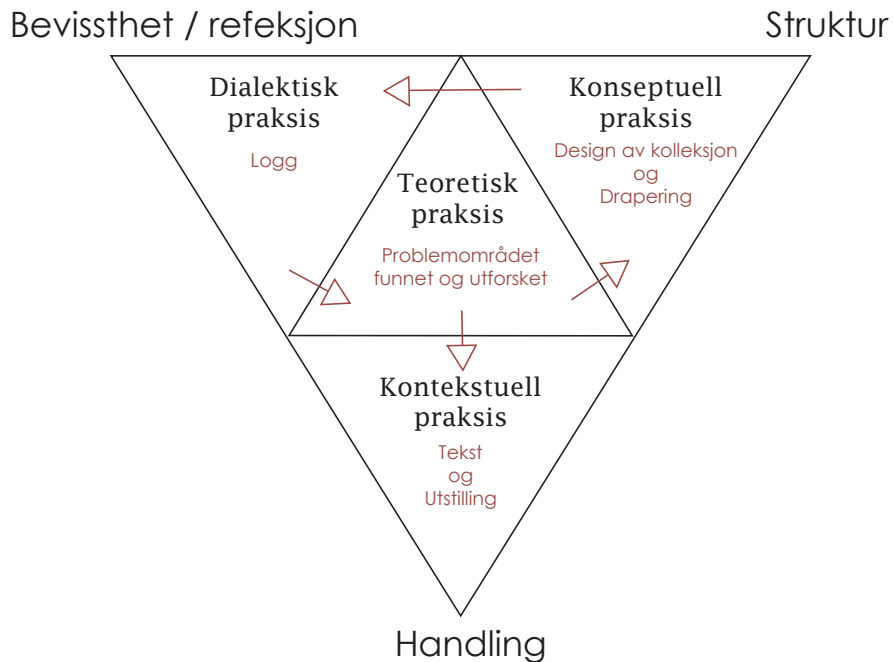 Bevissthet / refeksjon
Struktur
Dialektisk
praksis
Logg
Konseptuell
praksis
Design av kolleksjon
og
Drapering
Teoretisk
praksis
Problemområdet
funnet og utforsket
Kontekstuell
praksis
Tekst
og
Utstilling
Handling